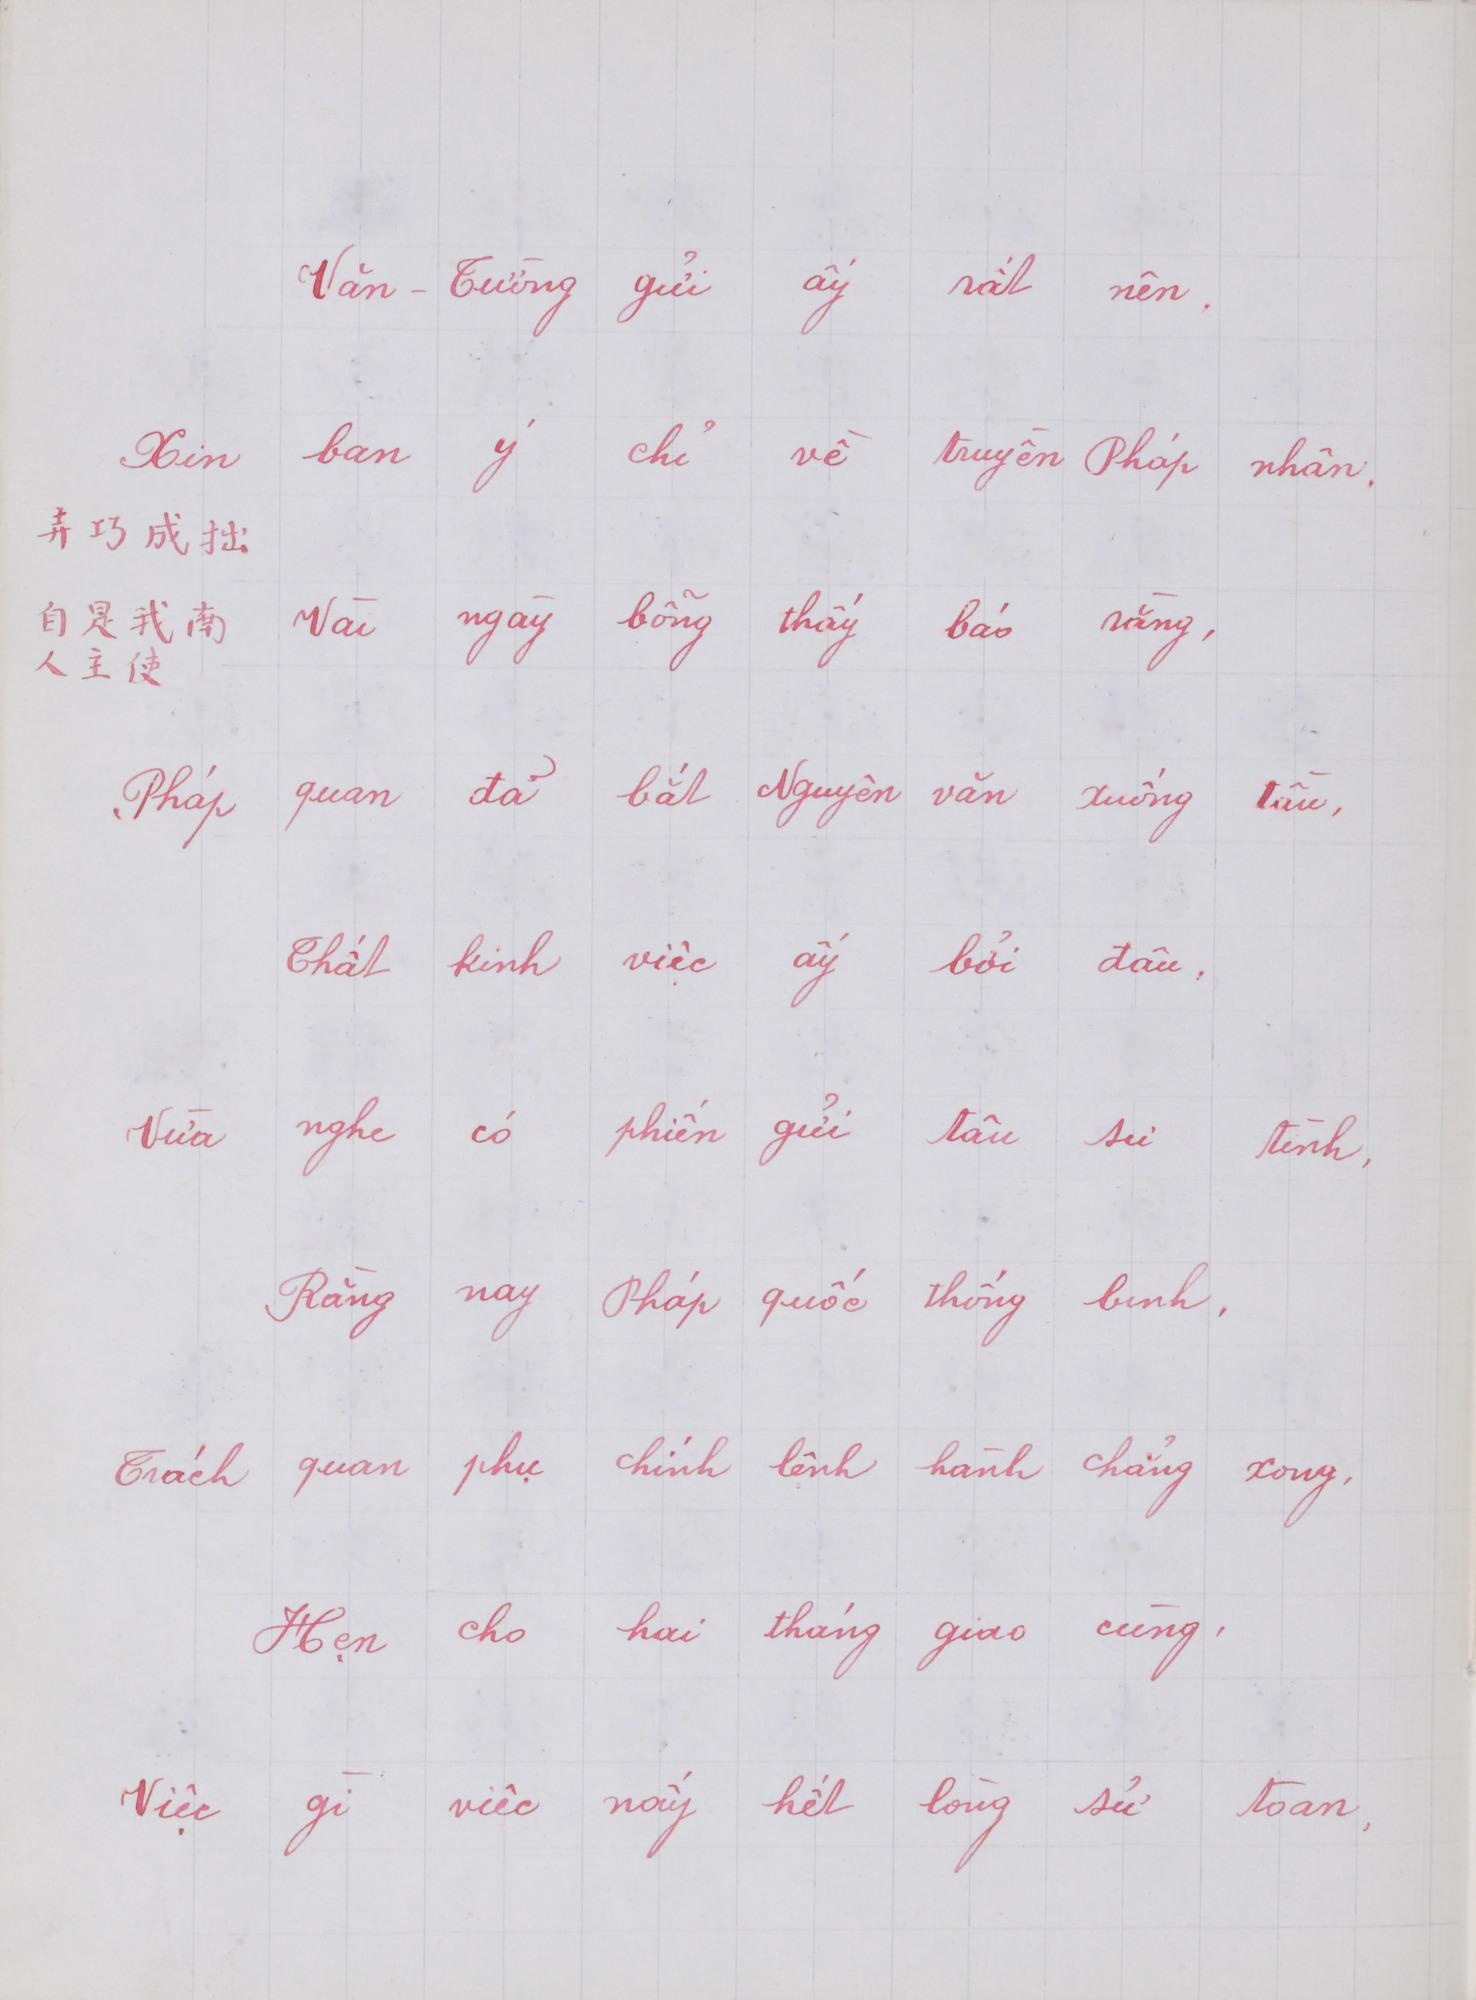 Văn-Tường gửi ấy rất nên.
Xin ban ý chỉ về truyền Pháp nhân.
弄巧成拙
自是我南
人主使
Vài ngày bỗng thấy báo rằng,
Pháp quan đả bắt Nguyên văn xuống tầu,
Thất kinh việc ấy bởi đâu.
Vừa nghe có phiến gửi tâu sư tình,
Rằng nay Pháp quốc thống binh,
Trách quan phụ chính lệnh hành chẳng xong,
Hẹn cho hai tháng giao cùng,
Việc gì viêc nấy hết lòng sử toan,